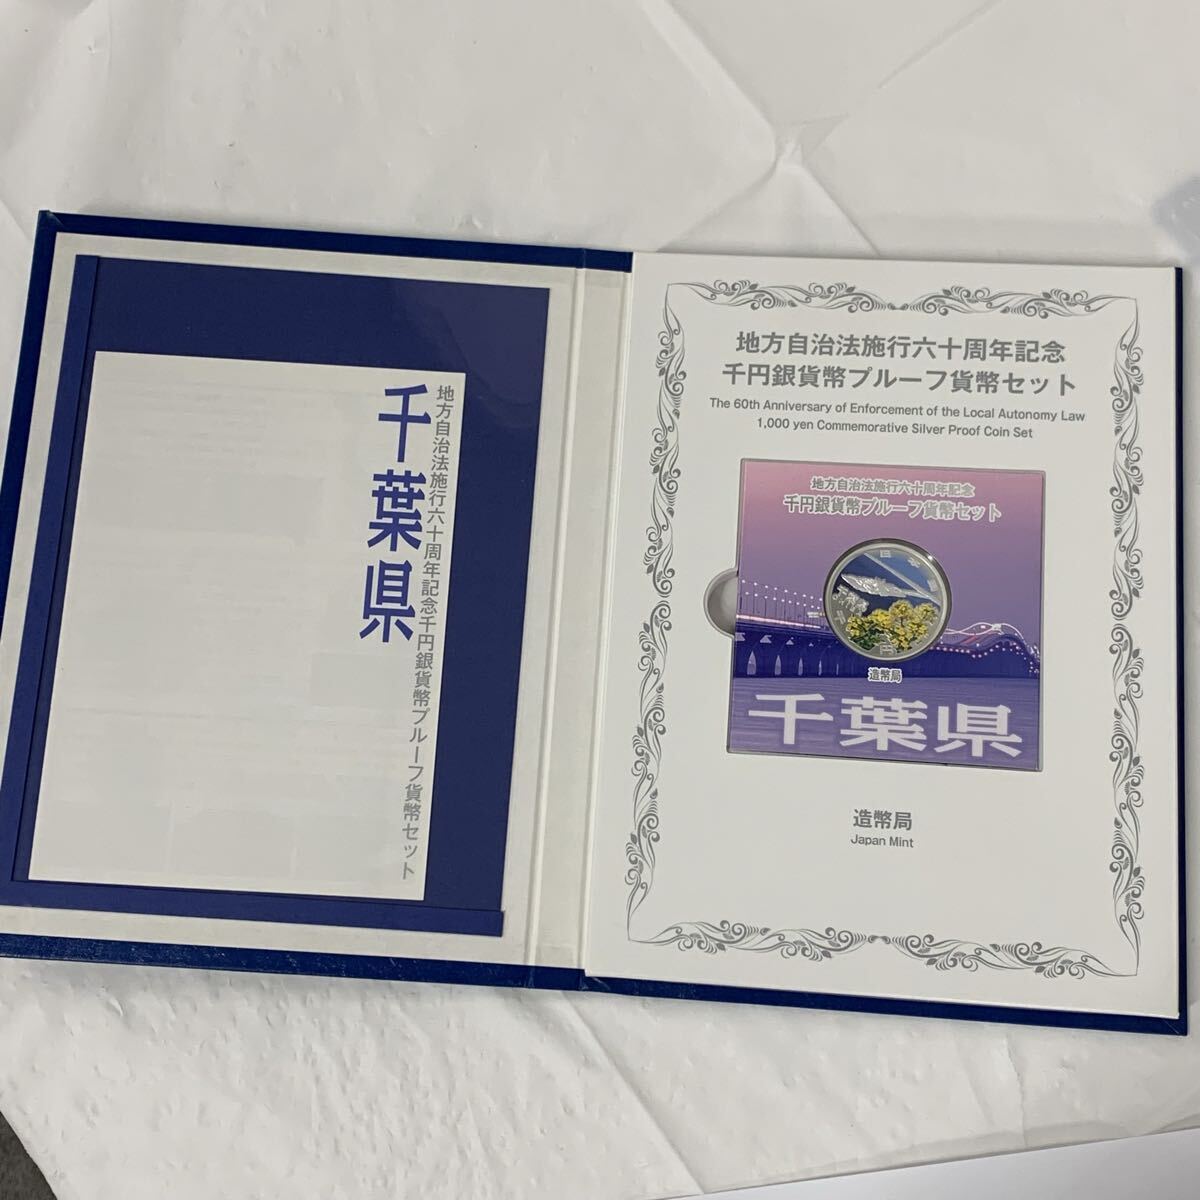 千葉県
地方自治法施行六十周年記念千円銀貨幣プルーフ貨幣セット
地方自治法施行六十周年記念
千円銀貨幣プルーフ貨幣セット
The 60th Anniversary of Enforcement of the Local Autonomy Law
1,000 yen Commemorative Silver Proof Coin Set
地方自治法施行六十周年記念
千円銀貨幣プルーフ貨幣セット
日本国
千円
造幣局
千葉県
造幣局
Japan Mint